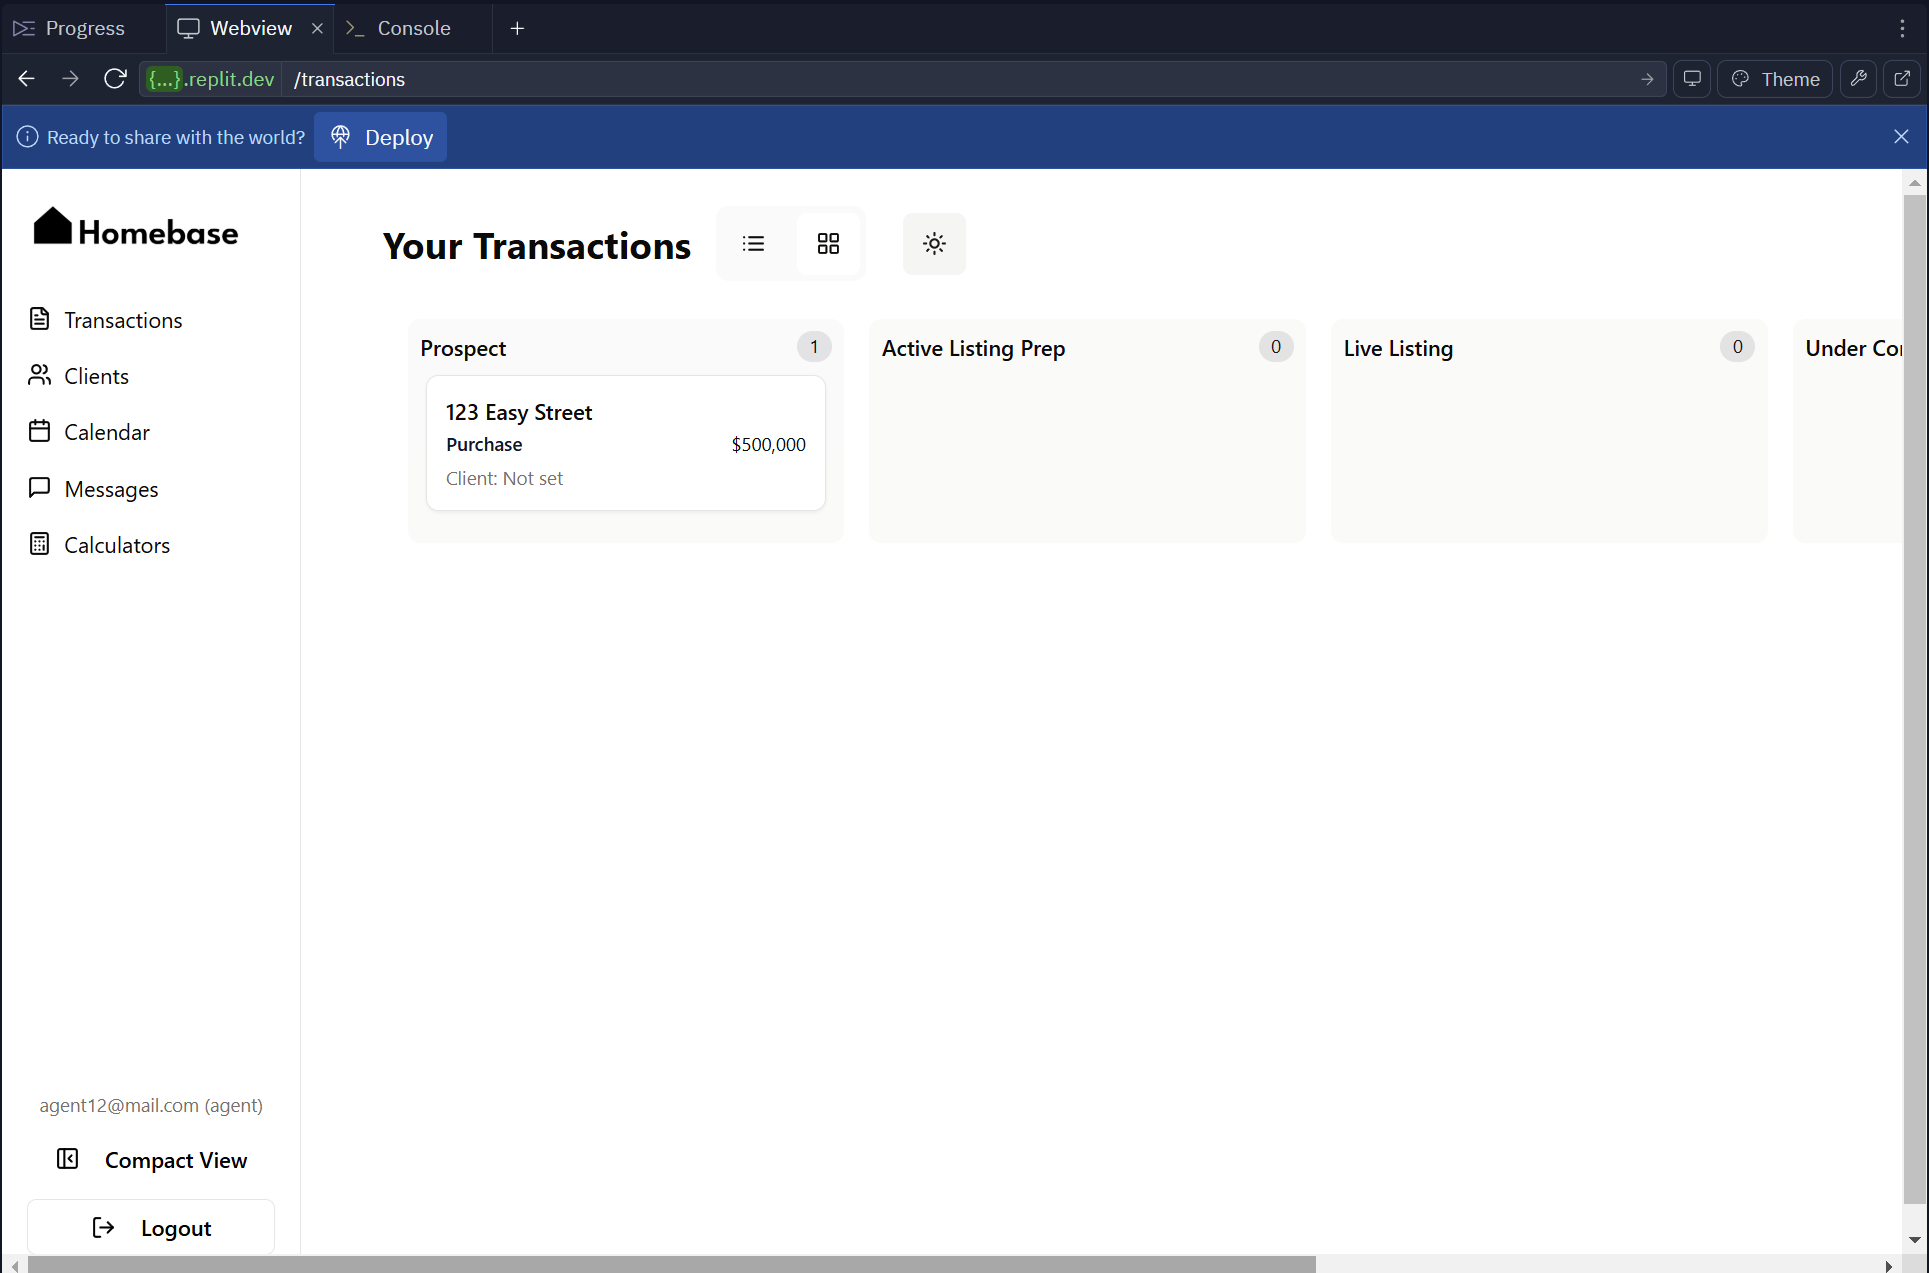 Progress
Webview
Console
{...}.replit.dev
/transactions
Theme
Ready to share with the world?
Deploy
Homebase
Transactions
Clients
Calendar
Messages
Calculators
agent12@mail.com (agent)
Compact View
Logout
Your Transactions
Prospect
1
123 Easy Street
Purchase
$500,000
Client: Not set
Active Listing Prep
0
Live Listing
0
Under